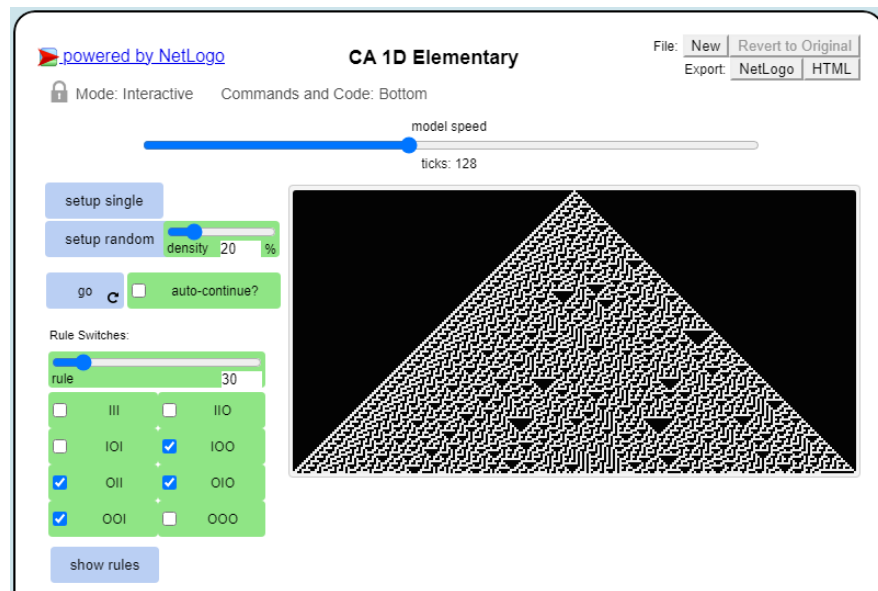 powered by NetLogo
CA 1D Elementary
File: New Revert to Original
Export: NetLogo HTML
Mode: Interactive Commands and Code: Bottom
model speed
ticks: 128
setup single
setup random
density 20 %
go
auto-continue?
Rule Switches:
rule 30
III IIO
IOI IOO
OII OIO
OOI OOO
show rules